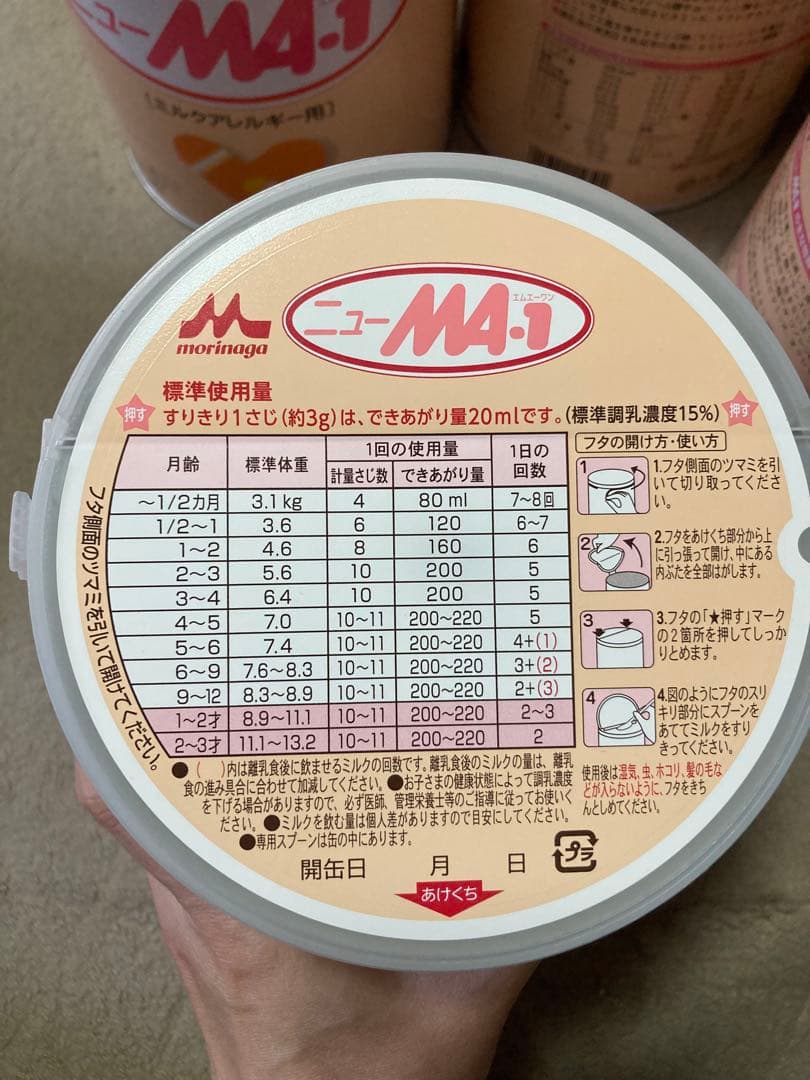 ニューMA-1
(ミルクアレルギー用)
morinaga
エムエーワン
ニューMA-1
標準使用量
すりきり1さじ(約3g)は、できあがり量20mlです。(標準調乳濃度15%)
押す
押す
月齢 標準体重 1回の使用量 1日の回数
計量さじ数 できあがり量
～1/2カ月 3.1kg 4 80ml 7～8回
1/2～1 3.6 6 120 6～7
1～2 4.6 8 160 6
2～3 5.6 10 200 5
3～4 6.4 10 200 5
4～5 7.0 10～11 200～220 5
5～6 7.4 10～11 200～220 4+(1)
6～9 7.6～8.3 10～11 200～220 3+(2)
9～12 8.3～8.9 10～11 200～220 2+(3)
1～2才 8.9～11.1 10～11 200～220 2～3
2～3才 11.1～13.2 10～11 200～220 2
フタの開け方・使い方
1
1.フタ側面のツマミを引
いて切り取ってくださ
い。
2
2.フタをあけくち部分から上
に引っ張って開け、中にある
内ぶたを全部はがします。
3
3.フタの「★押す」マーク
の2箇所を押してしっか
りとめます。
4
4.図のようにフタのスリ
キリ部分にスプーンを
あててミルクをすり
きってください。
使用後は湿気、虫、ホコリ、髪の毛な
どが入らないように、フタをきち
んとしめてください。
フタ側面のツマミを引いて開けてください。
●( )内は離乳食後に飲ませるミルクの回数です。離乳食後のミルクの量は、離乳
食の進み具合に合わせて加減してください。●お子さまの健康状態によって調乳濃度
を下げる場合がありますので、必ず医師、管理栄養士等のご指導に従ってお使いく
ださい。●ミルクを飲む量は個人差がありますので目安にしてください。
●専用スプーンは缶の中にあります。
開缶日 月 日
プラ
あけくち